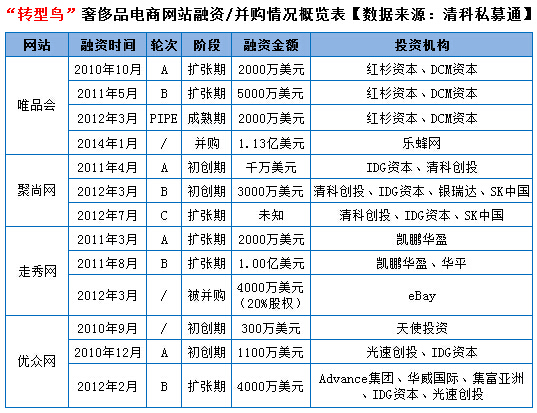 “转型鸟”奢侈品电商网站融资/并购情况概览表【数据来源：清科私募通】
网站 融资时间 轮次 阶段 融资金额 投资机构
唯品会
2010年10月 A 扩张期 2000万美元 红杉资本、DCM资本
2011年5月 B 扩张期 5000万美元 红杉资本、DCM资本
2012年3月 PIPE 成熟期 2000万美元 红杉资本、DCM资本
2014年1月 / 并购 1.13亿美元 乐蜂网
聚尚网
2011年4月 A 初创期 千万美元 IDG资本、清科创投
2012年3月 B 初创期 3000万美元 清科创投、IDG资本、银瑞达、SK中国
2012年7月 C 扩张期 未知 清科创投、IDG资本、SK中国
走秀网
2011年3月 A 扩张期 2000万美元 凯鹏华盈
2011年8月 B 扩张期 1.00亿美元 凯鹏华盈、华平
2012年3月 / 被并购 4000万美元 eBay
（20%股权）
优众网
2010年9月 / 初创期 300万美元 天使投资
2010年12月 A 初创期 1100万美元 光速创投、IDG资本
2012年2月 B 扩张期 4000万美元 Advance集团、华威国际、集富亚洲
、IDG资本、光速创投